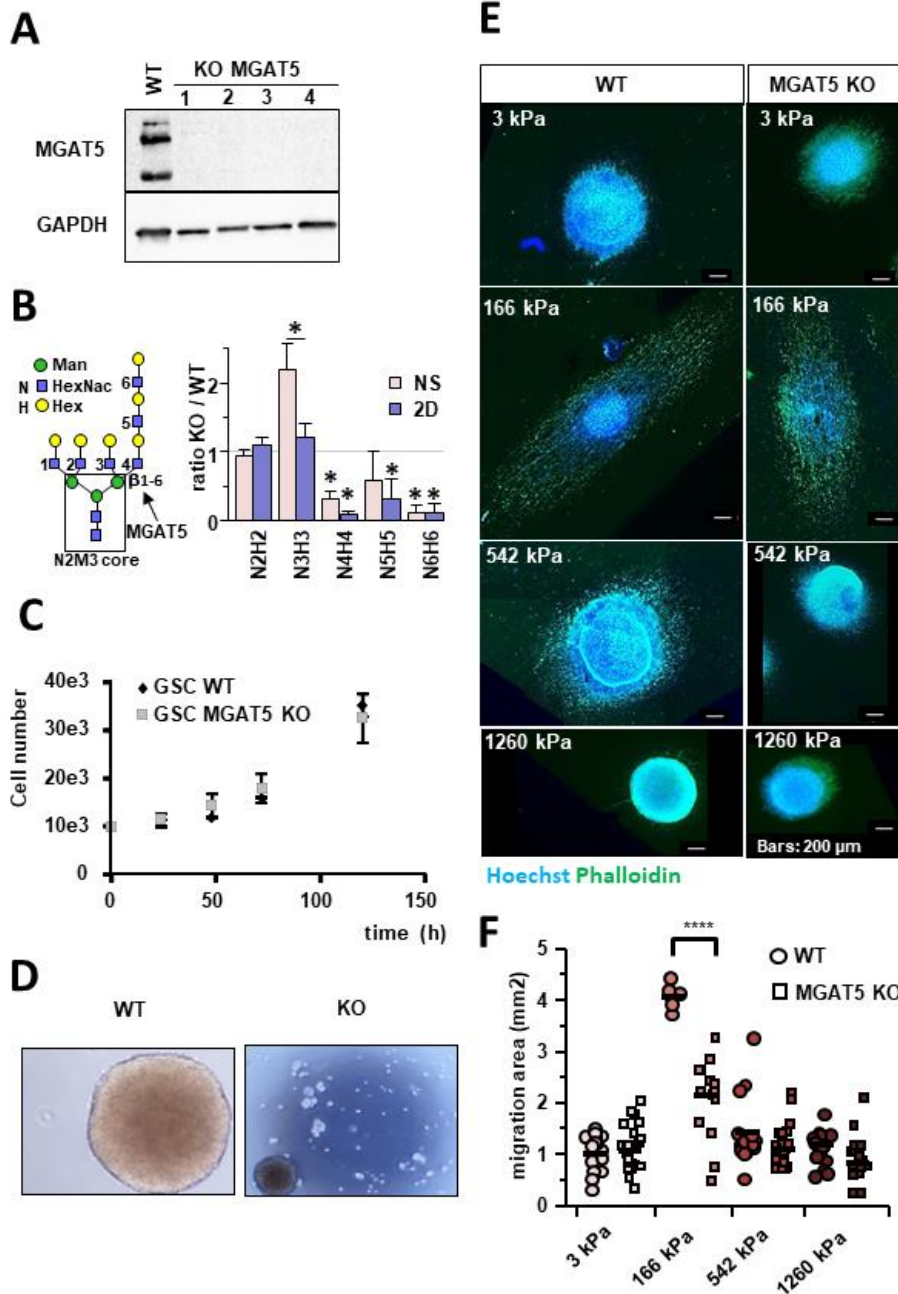 A
WT
KO MGAT5
1 2 3 4
MGAT5
GAPDH
B
Man
N HexNac
H Hex
6
5
1 2 3 4
β1-6
MGAT5
N2M3 core
ratio KO / WT
2
1
0
*
* *
*
* *
NS
2D
N2H2
N3H3
N4H4
N5H5
N6H6
C
Cell number
40e3
30e3
20e3
10e3
0
GSC WT
GSC MGAT5 KO
0 50 100 150
time (h)
D
WT KO
E
WT MGAT5 KO
3 kPa 3 kPa
166 kPa 166 kPa
542 kPa 542 kPa
1260 kPa 1260 kPa
Bars: 200 µm
Hoechst Phalloidin
F
****
WT
MGAT5 KO
migration area (mm2)
5
4
3
2
1
0
3 kPa
166 kPa
542 kPa
1260 kPa